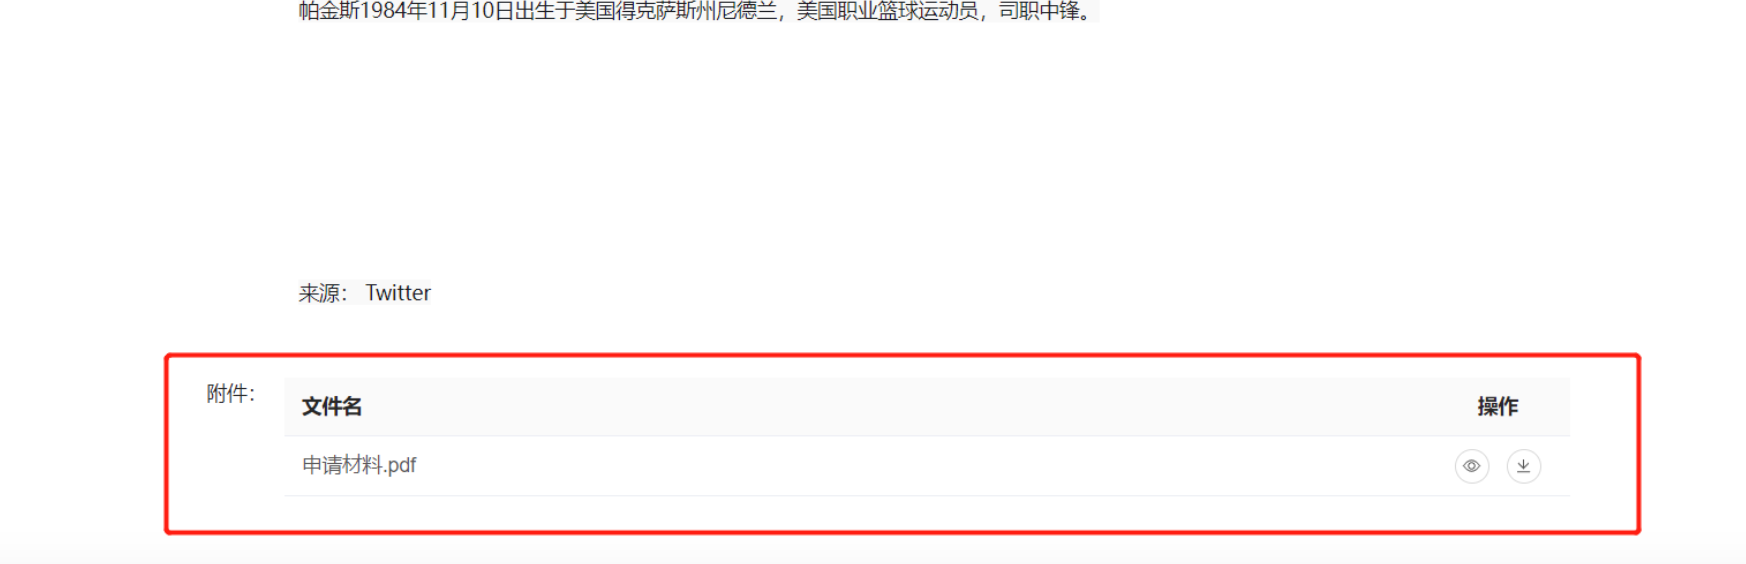 帕金斯1984年11月10日出生于美国得克萨斯州尼德兰，美国职业篮球运动员，司职中锋。
来源： Twitter
附件：
文件名 操作
申请材料.pdf